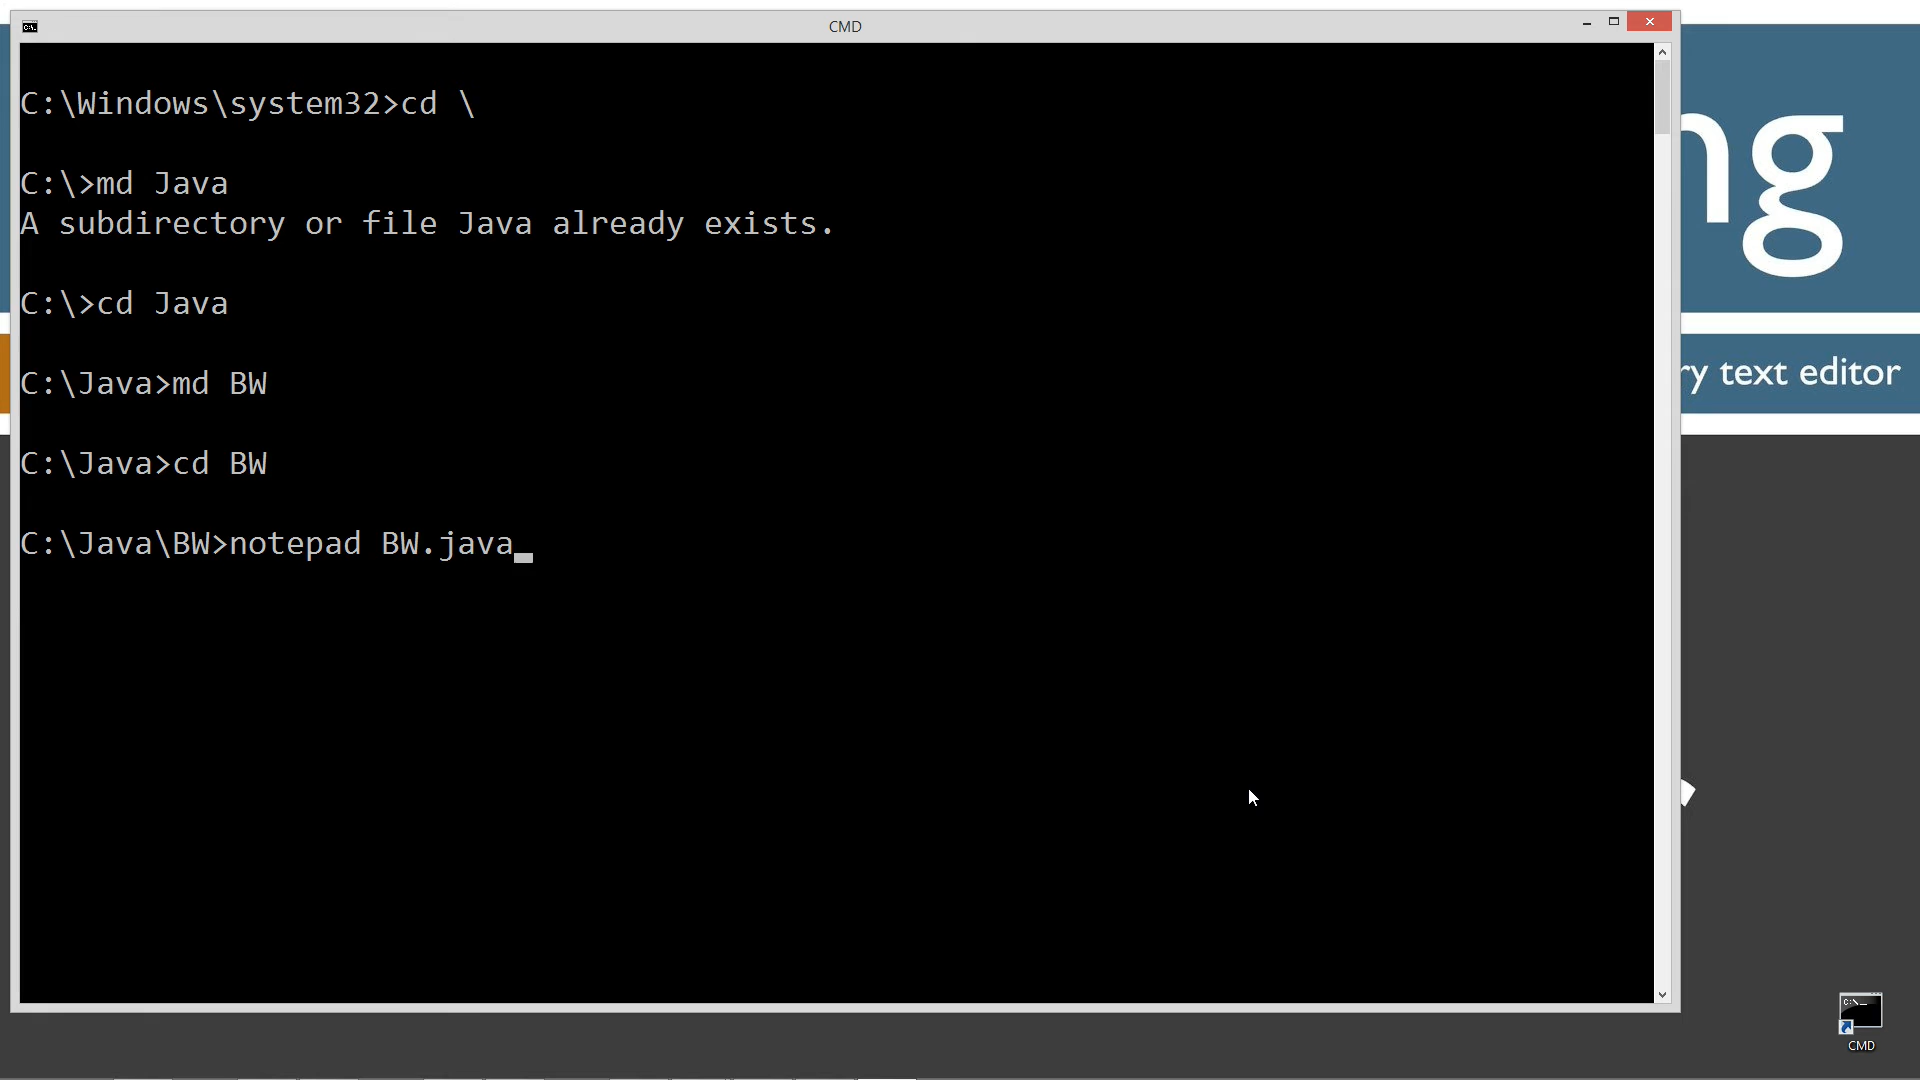 CMD
C:\Windows\system32>cd \
C:\>md Java
A subdirectory or file Java already exists.
C:\>cd Java
C:\Java>md BW
C:\Java>cd BW
C:\Java\BW>notepad BW.java
ng
ry text editor
CMD